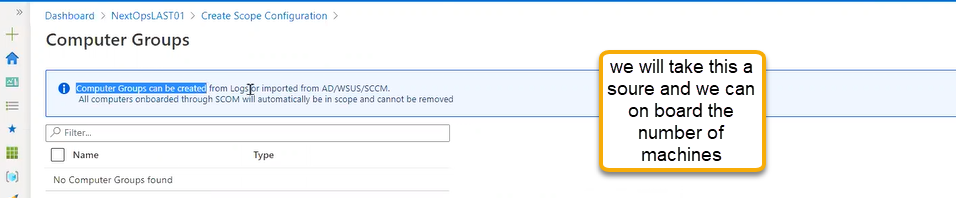 »
Dashboard > NextOpsLAST01 > Create Scope Configuration >
Computer Groups
Computer Groups can be created from Logs or imported from AD/WSUS/SCCM.
All computers onboarded through SCOM will automatically be in scope and cannot be removed
Filter...
Name Type
No Computer Groups found
we will take this a
soure and we can
on board the
number of
machines